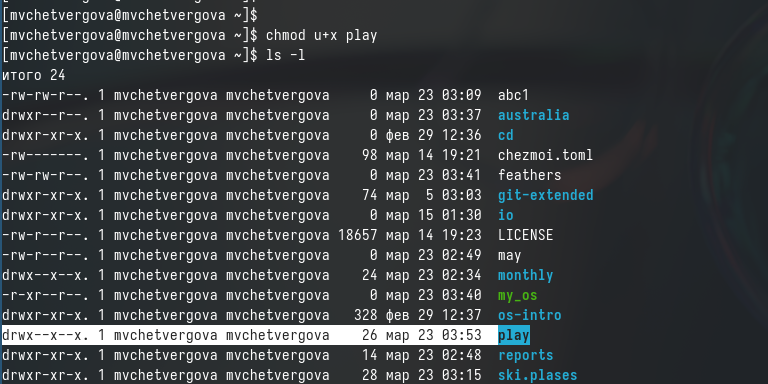 [mvchetvergova@mvchetvergova ~]$
[mvchetvergova@mvchetvergova ~]$ chmod u+x play
[mvchetvergova@mvchetvergova ~]$ ls -l
итого 24
-rw-rw-r--. 1 mvchetvergova mvchetvergova     0 мар 23 03:09  abc1
drwxr--r--. 1 mvchetvergova mvchetvergova     0 мар 23 03:37  australia
drwxr-xr-x. 1 mvchetvergova mvchetvergova     0 фев 29 12:36  cd
-rw-------. 1 mvchetvergova mvchetvergova    98 мар 14 19:21  chezmoi.toml
-rw-rw-r--. 1 mvchetvergova mvchetvergova     0 мар 23 03:41  feathers
drwxr-xr-x. 1 mvchetvergova mvchetvergova    74 мар  5 03:03  git-extended
drwxr-xr-x. 1 mvchetvergova mvchetvergova     0 мар 15 01:30  io
-rw-r--r--. 1 mvchetvergova mvchetvergova 18657 мар 14 19:23  LICENSE
-rw-r--r--. 1 mvchetvergova mvchetvergova     0 мар 23 02:49  may
drwx--x--x. 1 mvchetvergova mvchetvergova    24 мар 23 02:34  monthly
-r-xr--r--. 1 mvchetvergova mvchetvergova     0 мар 23 03:40  my_os
drwxr-xr-x. 1 mvchetvergova mvchetvergova   328 фев 29 12:37  os-intro
drwx--x--x. 1 mvchetvergova mvchetvergova    26 мар 23 03:53  play
drwxr-xr-x. 1 mvchetvergova mvchetvergova    14 мар 23 02:48  reports
drwxr-xr-x. 1 mvchetvergova mvchetvergova    28 мар 23 03:15  ski.plases